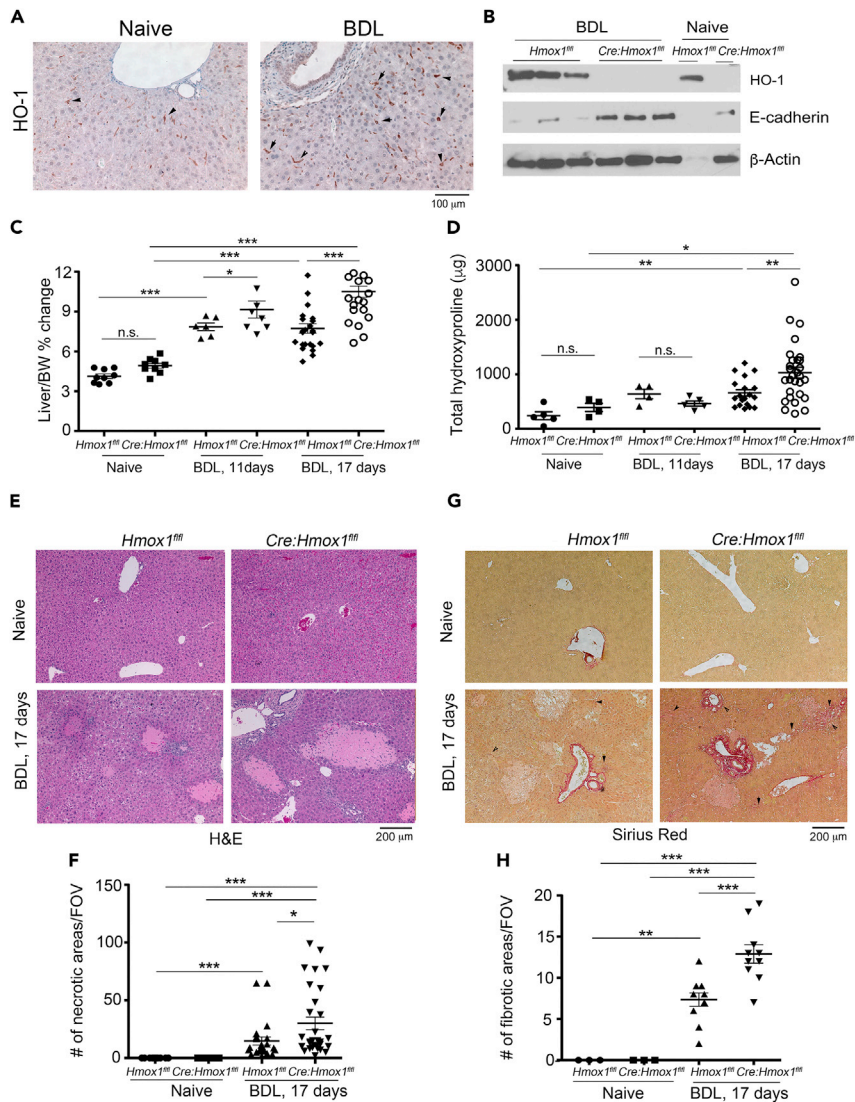 A
Naive
BDL
HO-1
100 μm
B
BDL
Naive
Hmox1fl/fl
Cre:Hmox1fl/fl
Hmox1fl/fl
Cre:Hmox1fl/fl
HO-1
E-cadherin
β-Actin
C
Liver/BW % change
12
9
6
3
0
***
***
***
***
*
n.s.
Hmox1fl/fl Cre:Hmox1fl/fl
Hmox1fl/fl Cre:Hmox1fl/fl
Hmox1fl/fl Cre:Hmox1fl/fl
Naive
BDL, 11days
BDL, 17 days
D
Total hydroxyproline (μg)
3000
2000
1000
0
*
**
**
n.s.
n.s.
Hmox1fl/fl Cre:Hmox1fl/fl
Hmox1fl/fl Cre:Hmox1fl/fl
Hmox1fl/fl Cre:Hmox1fl/fl
Naive
BDL, 11days
BDL, 17 days
E
Hmox1fl/fl
Cre:Hmox1fl/fl
Naive
BDL, 17 days
H&E
200 μm
G
Hmox1fl/fl
Cre:Hmox1fl/fl
Naive
BDL, 17 days
Sirius Red
200 μm
F
# of necrotic areas/FOV
150
100
50
0
***
***
*
***
Hmox1fl/fl Cre:Hmox1fl/fl
Hmox1fl/fl Cre:Hmox1fl/fl
Naive
BDL, 17 days
H
# of fibrotic areas/FOV
20
15
10
5
0
***
***
***
**
Hmox1fl/fl Cre:Hmox1fl/fl
Hmox1fl/fl Cre:Hmox1fl/fl
Naive
BDL, 17 days